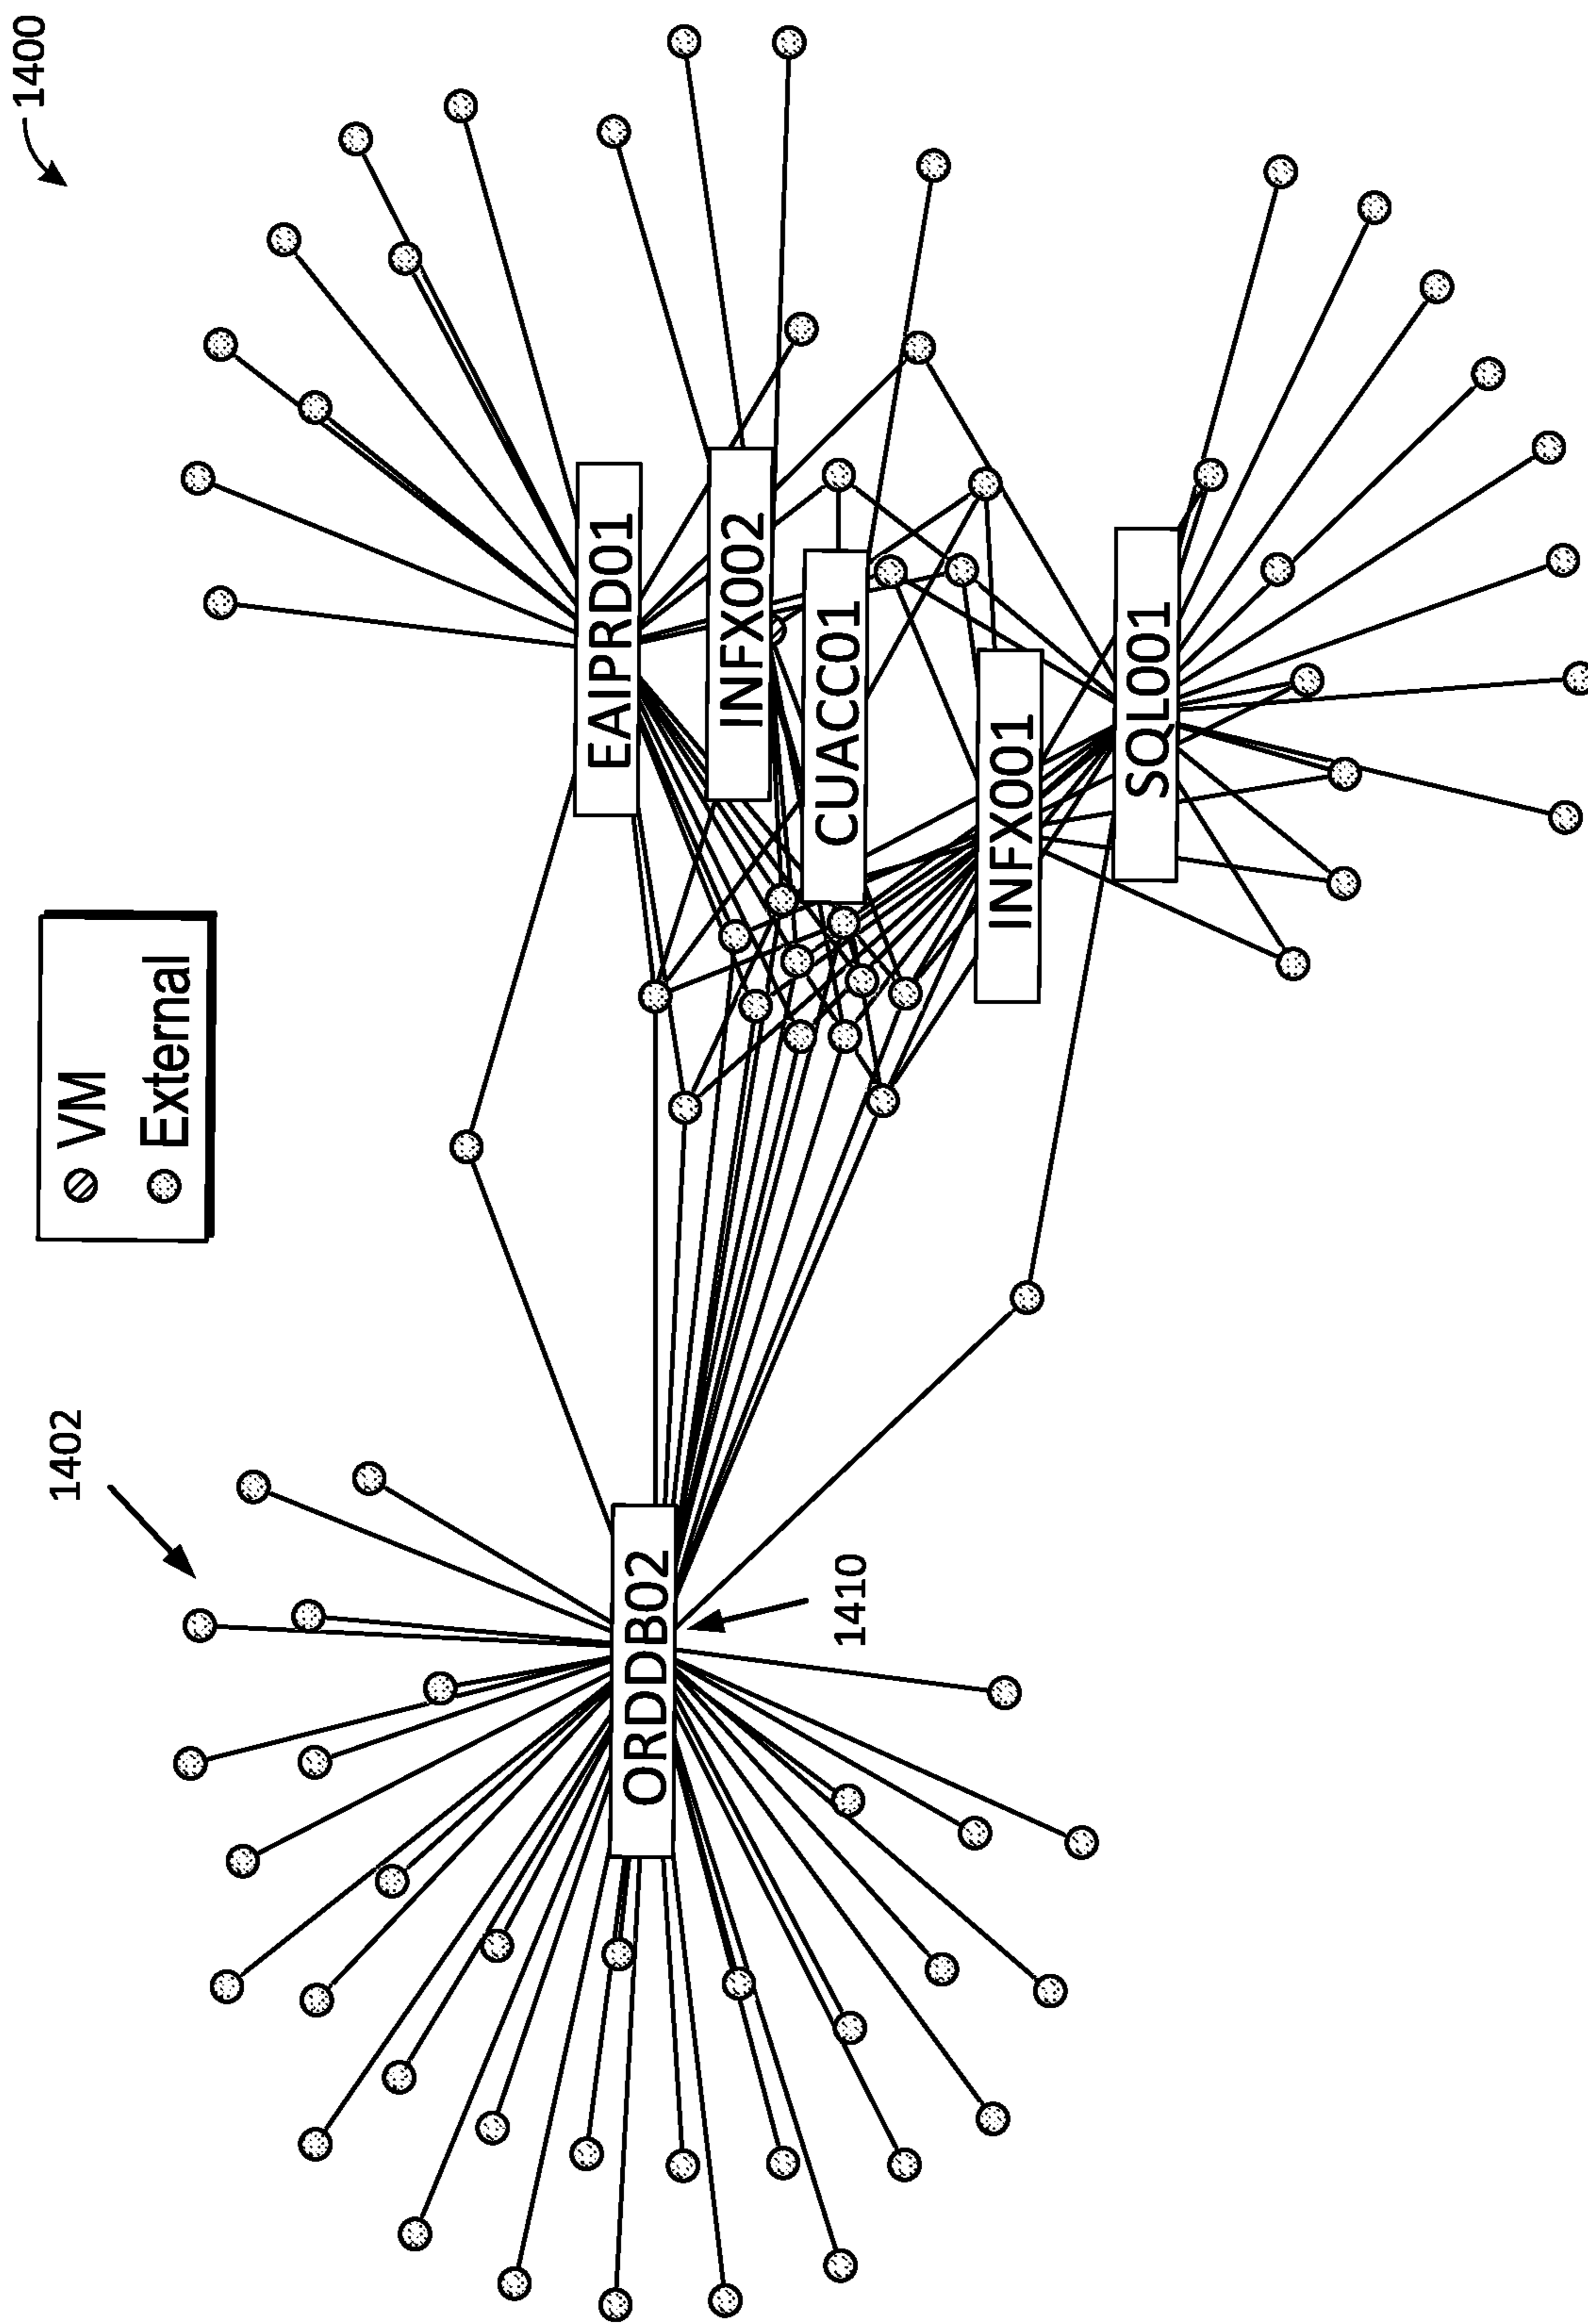 1400
VM
External
1402
EAIPRD01
INFX002
CUACC01
INFX001
SQL001
ORDDB02
1410